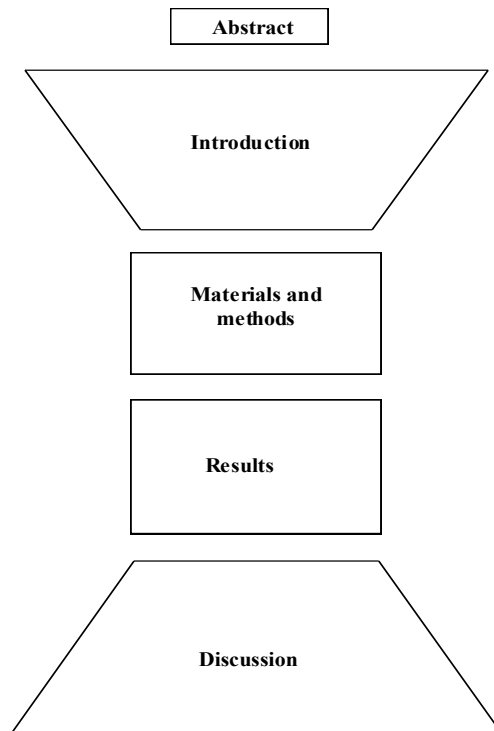 Abstract
Introduction
Materials and
methods
Results
Discussion